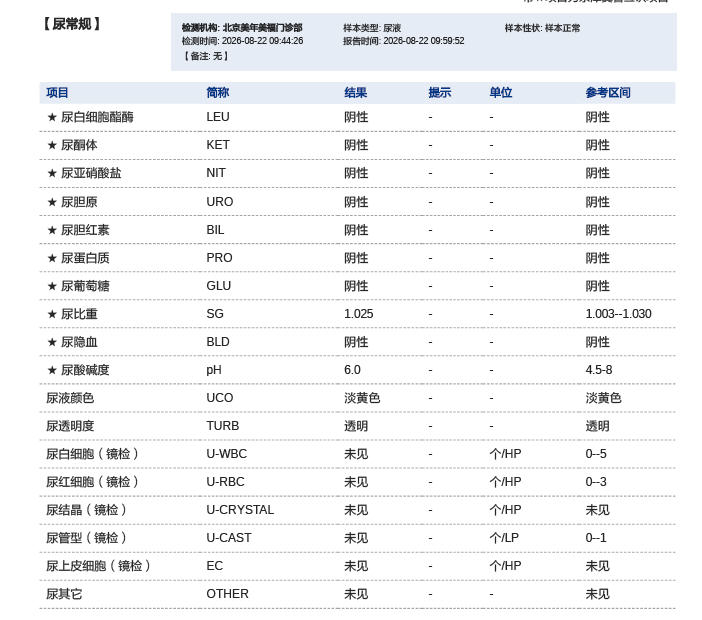 【 尿常规 】
检测机构: 北京美年美福门诊部 样本类型: 尿液 样本性状: 样本正常
检测时间: 2026-08-22 09:44:26 报告时间: 2026-08-22 09:59:52
【 备注: 无 】
项目 简称 结果 提示 单位 参考区间
★ 尿白细胞酯酶 LEU 阴性 - - 阴性
★ 尿酮体 KET 阴性 - - 阴性
★ 尿亚硝酸盐 NIT 阴性 - - 阴性
★ 尿胆原 URO 阴性 - - 阴性
★ 尿胆红素 BIL 阴性 - - 阴性
★ 尿蛋白质 PRO 阴性 - - 阴性
★ 尿葡萄糖 GLU 阴性 - - 阴性
★ 尿比重 SG 1.025 - - 1.003--1.030
★ 尿隐血 BLD 阴性 - - 阴性
★ 尿酸碱度 pH 6.0 - - 4.5-8
尿液颜色 UCO 淡黄色 - - 淡黄色
尿透明度 TURB 透明 - - 透明
尿白细胞（镜检） U-WBC 未见 - 个/HP 0--5
尿红细胞（镜检） U-RBC 未见 - 个/HP 0--3
尿结晶（镜检） U-CRYSTAL 未见 - 个/HP 未见
尿管型（镜检） U-CAST 未见 - 个/LP 0--1
尿上皮细胞（镜检） EC 未见 - 个/HP 未见
尿其它 OTHER 未见 - - 未见